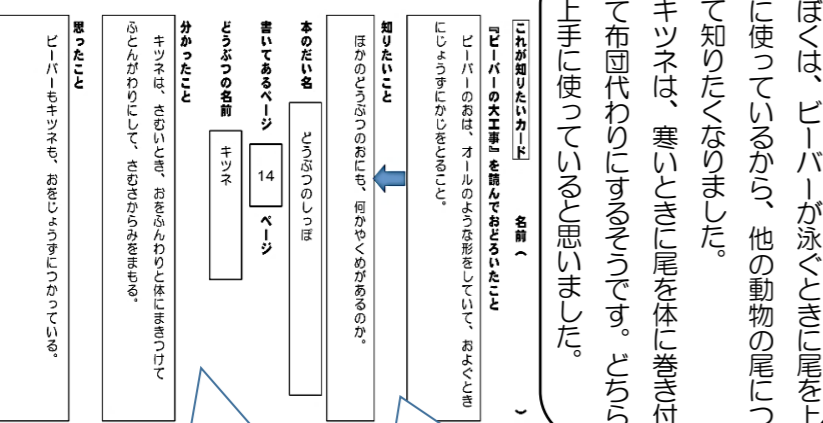 ぼくは、ビーバーが泳ぐときに尾を上
に使っているから、他の動物の尾につ
て知りたくなりました。
キツネは、寒いときに尾を体に巻き付
て布団代わりにするそうです。どちら
上手に使っていると思いました。
これが知りたいカード　名前（　）
『ビーバーの大工事』を読んでおどろいたこと
ビーバーのおは、オールのような形をしていて、およぐとき
にじょうずにかじをとること。
知りたいこと
ほかのどうぶつのおにも、何かやくめがあるのか。
本のだい名
どうぶつのしっぽ
書いてあるページ　14　ページ
どうぶつの名前
キツネ
分かったこと
キツネは、さむいとき、おをふんわりと体にまきつけて
ふとんがわりにして、さむさからみをまもる。
思ったこと
ビーバーもキツネも、おをじょうずにつかっている。